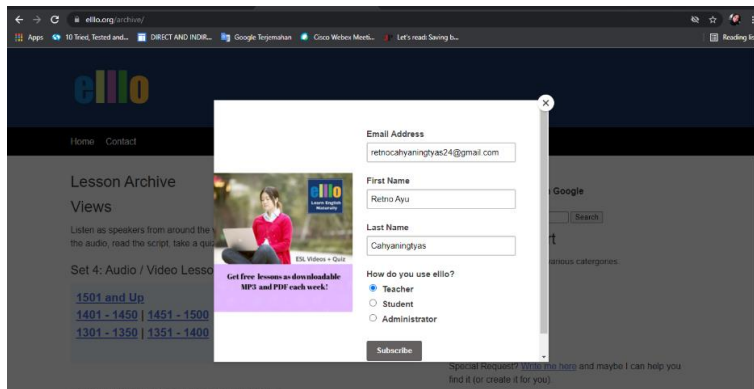 elllo.org/archive/
Apps
10 Tried, Tested and...
DIRECT AND INDIR...
Google Terjemahan
Cisco Webex Meeti...
Let's read: Saving b...
Reading lis
elllo
Home Contact
Lesson Archive
Views
Listen as speakers from around the
the audio, read the script, take a qui
Set 4: Audio / Video Lesso
1501 and Up
1401 - 1450 | 1451 - 1500
1301 - 1350 | 1351 - 1400
elllo
Learn English
Naturally
ESL Videos + Quiz
Get free lessons as downloadable
MP3 and PDF each week!
Email Address
retnocahyaningtyas24@gmail.com
First Name
Retno Ayu
Last Name
Cahyaningtyas
How do you use elllo?
Teacher
Student
Administrator
Subscribe
Google
Search
various catergories.
Special Request? Write me here and maybe I can help you
find it (or create it for you)